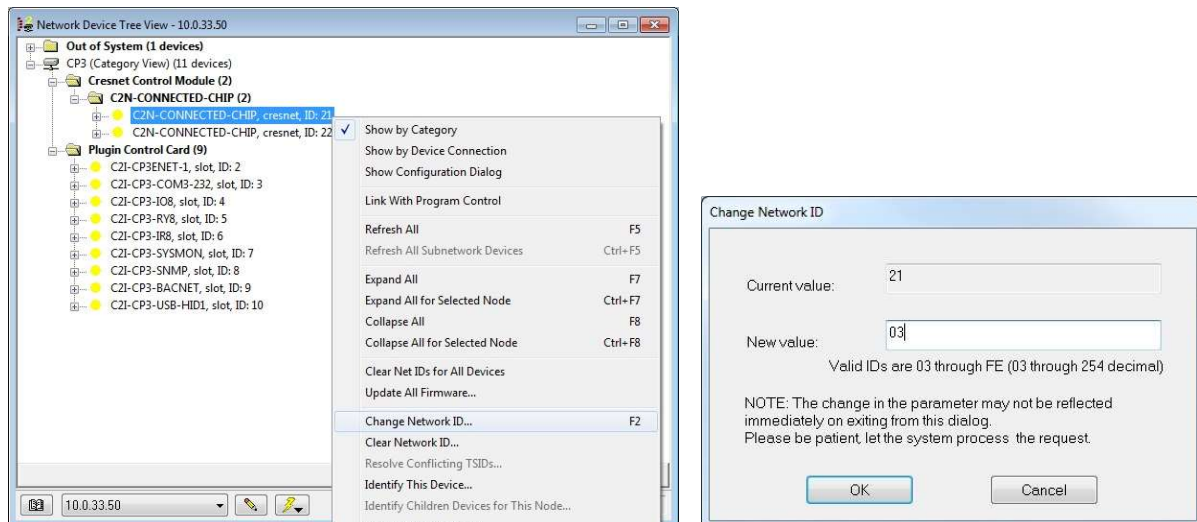 Network Device Tree View - 10.0.33.50
Out of System (1 devices)
CP3 (Category View) (11 devices)
Cresnet Control Module (2)
C2N-CONNECTED-CHIP (2)
C2N-CONNECTED-CHIP, cresnet, ID: 21
C2N-CONNECTED-CHIP, cresnet, ID: 22
Plugin Control Card (9)
C2I-CP3ENET-1, slot, ID: 2
C2I-CP3-COM3-232, slot, ID: 3
C2I-CP3-IO8, slot, ID: 4
C2I-CP3-RY8, slot, ID: 5
C2I-CP3-IR8, slot, ID: 6
C2I-CP3-SYSMON, slot, ID: 7
C2I-CP3-SNMP, slot, ID: 8
C2I-CP3-BACNET, slot, ID: 9
C2I-CP3-USB-HID1, slot, ID: 10
10.0.33.50
Show by Category
Show by Device Connection
Show Configuration Dialog
Link With Program Control
Refresh All F5
Refresh All Subnetwork Devices Ctrl+F5
Expand All F7
Expand All for Selected Node Ctrl+F7
Collapse All F8
Collapse All for Selected Node Ctrl+F8
Clear Net IDs for All Devices
Update All Firmware...
Change Network ID... F2
Clear Network ID...
Resolve Conflicting TSIDs...
Identify This Device...
Identify Children Devices for This Node...
Change Network ID
Current value: 21
New value: 03
Valid IDs are 03 through FE (03 through 254 decimal)
NOTE: The change in the parameter may not be reflected
immediately on exiting from this dialog.
Please be patient, let the system process the request.
OK Cancel